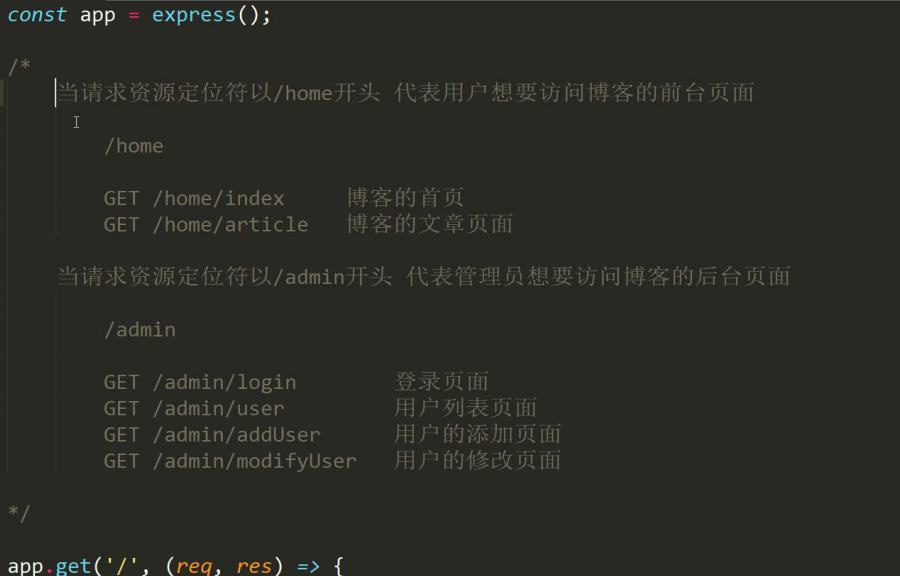 const app = express();
/*
当请求资源定位符以/home开头 代表用户想要访问博客的前台页面
/home
GET /home/index 博客的首页
GET /home/article 博客的文章页面
当请求资源定位符以/admin开头 代表管理员想要访问博客的后台页面
/admin
GET /admin/login 登录页面
GET /admin/user 用户列表页面
GET /admin/addUser 用户的添加页面
GET /admin/modifyUser 用户的修改页面
*/
app.get('/', (req, res) => {